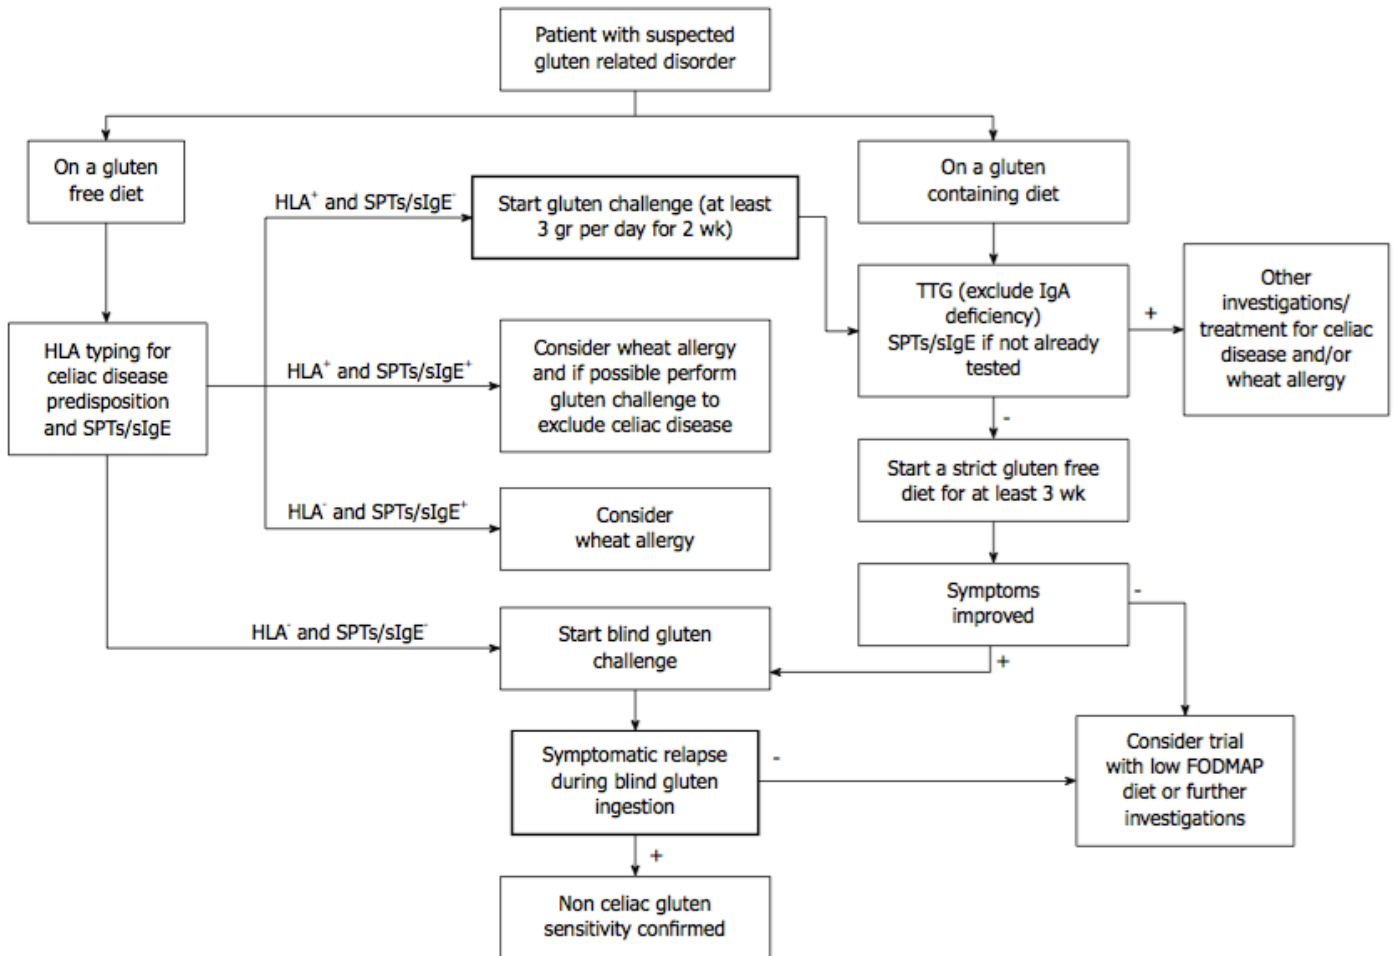 Patient with suspected
gluten related disorder
On a gluten
free diet
On a gluten
containing diet
HLA⁺ and SPTs/sIgE⁻
Start gluten challenge (at least
3 gr per day for 2 wk)
TTG (exclude IgA
deficiency)
SPTs/sIgE if not already
tested
+
Other
investigations/
treatment for celiac
disease and/or
wheat allergy
HLA typing for
celiac disease
predisposition
and SPTs/sIgE
HLA⁺ and SPTs/sIgE⁺
Consider wheat allergy
and if possible perform
gluten challenge to
exclude celiac disease
-
Start a strict gluten free
diet for at least 3 wk
HLA⁻ and SPTs/sIgE⁺
Consider
wheat allergy
Symptoms
improved
-
+
HLA⁻ and SPTs/sIgE⁻
Start blind gluten
challenge
Symptomatic relapse
during blind gluten
ingestion
-
Consider trial
with low FODMAP
diet or further
investigations
+
Non celiac gluten
sensitivity confirmed